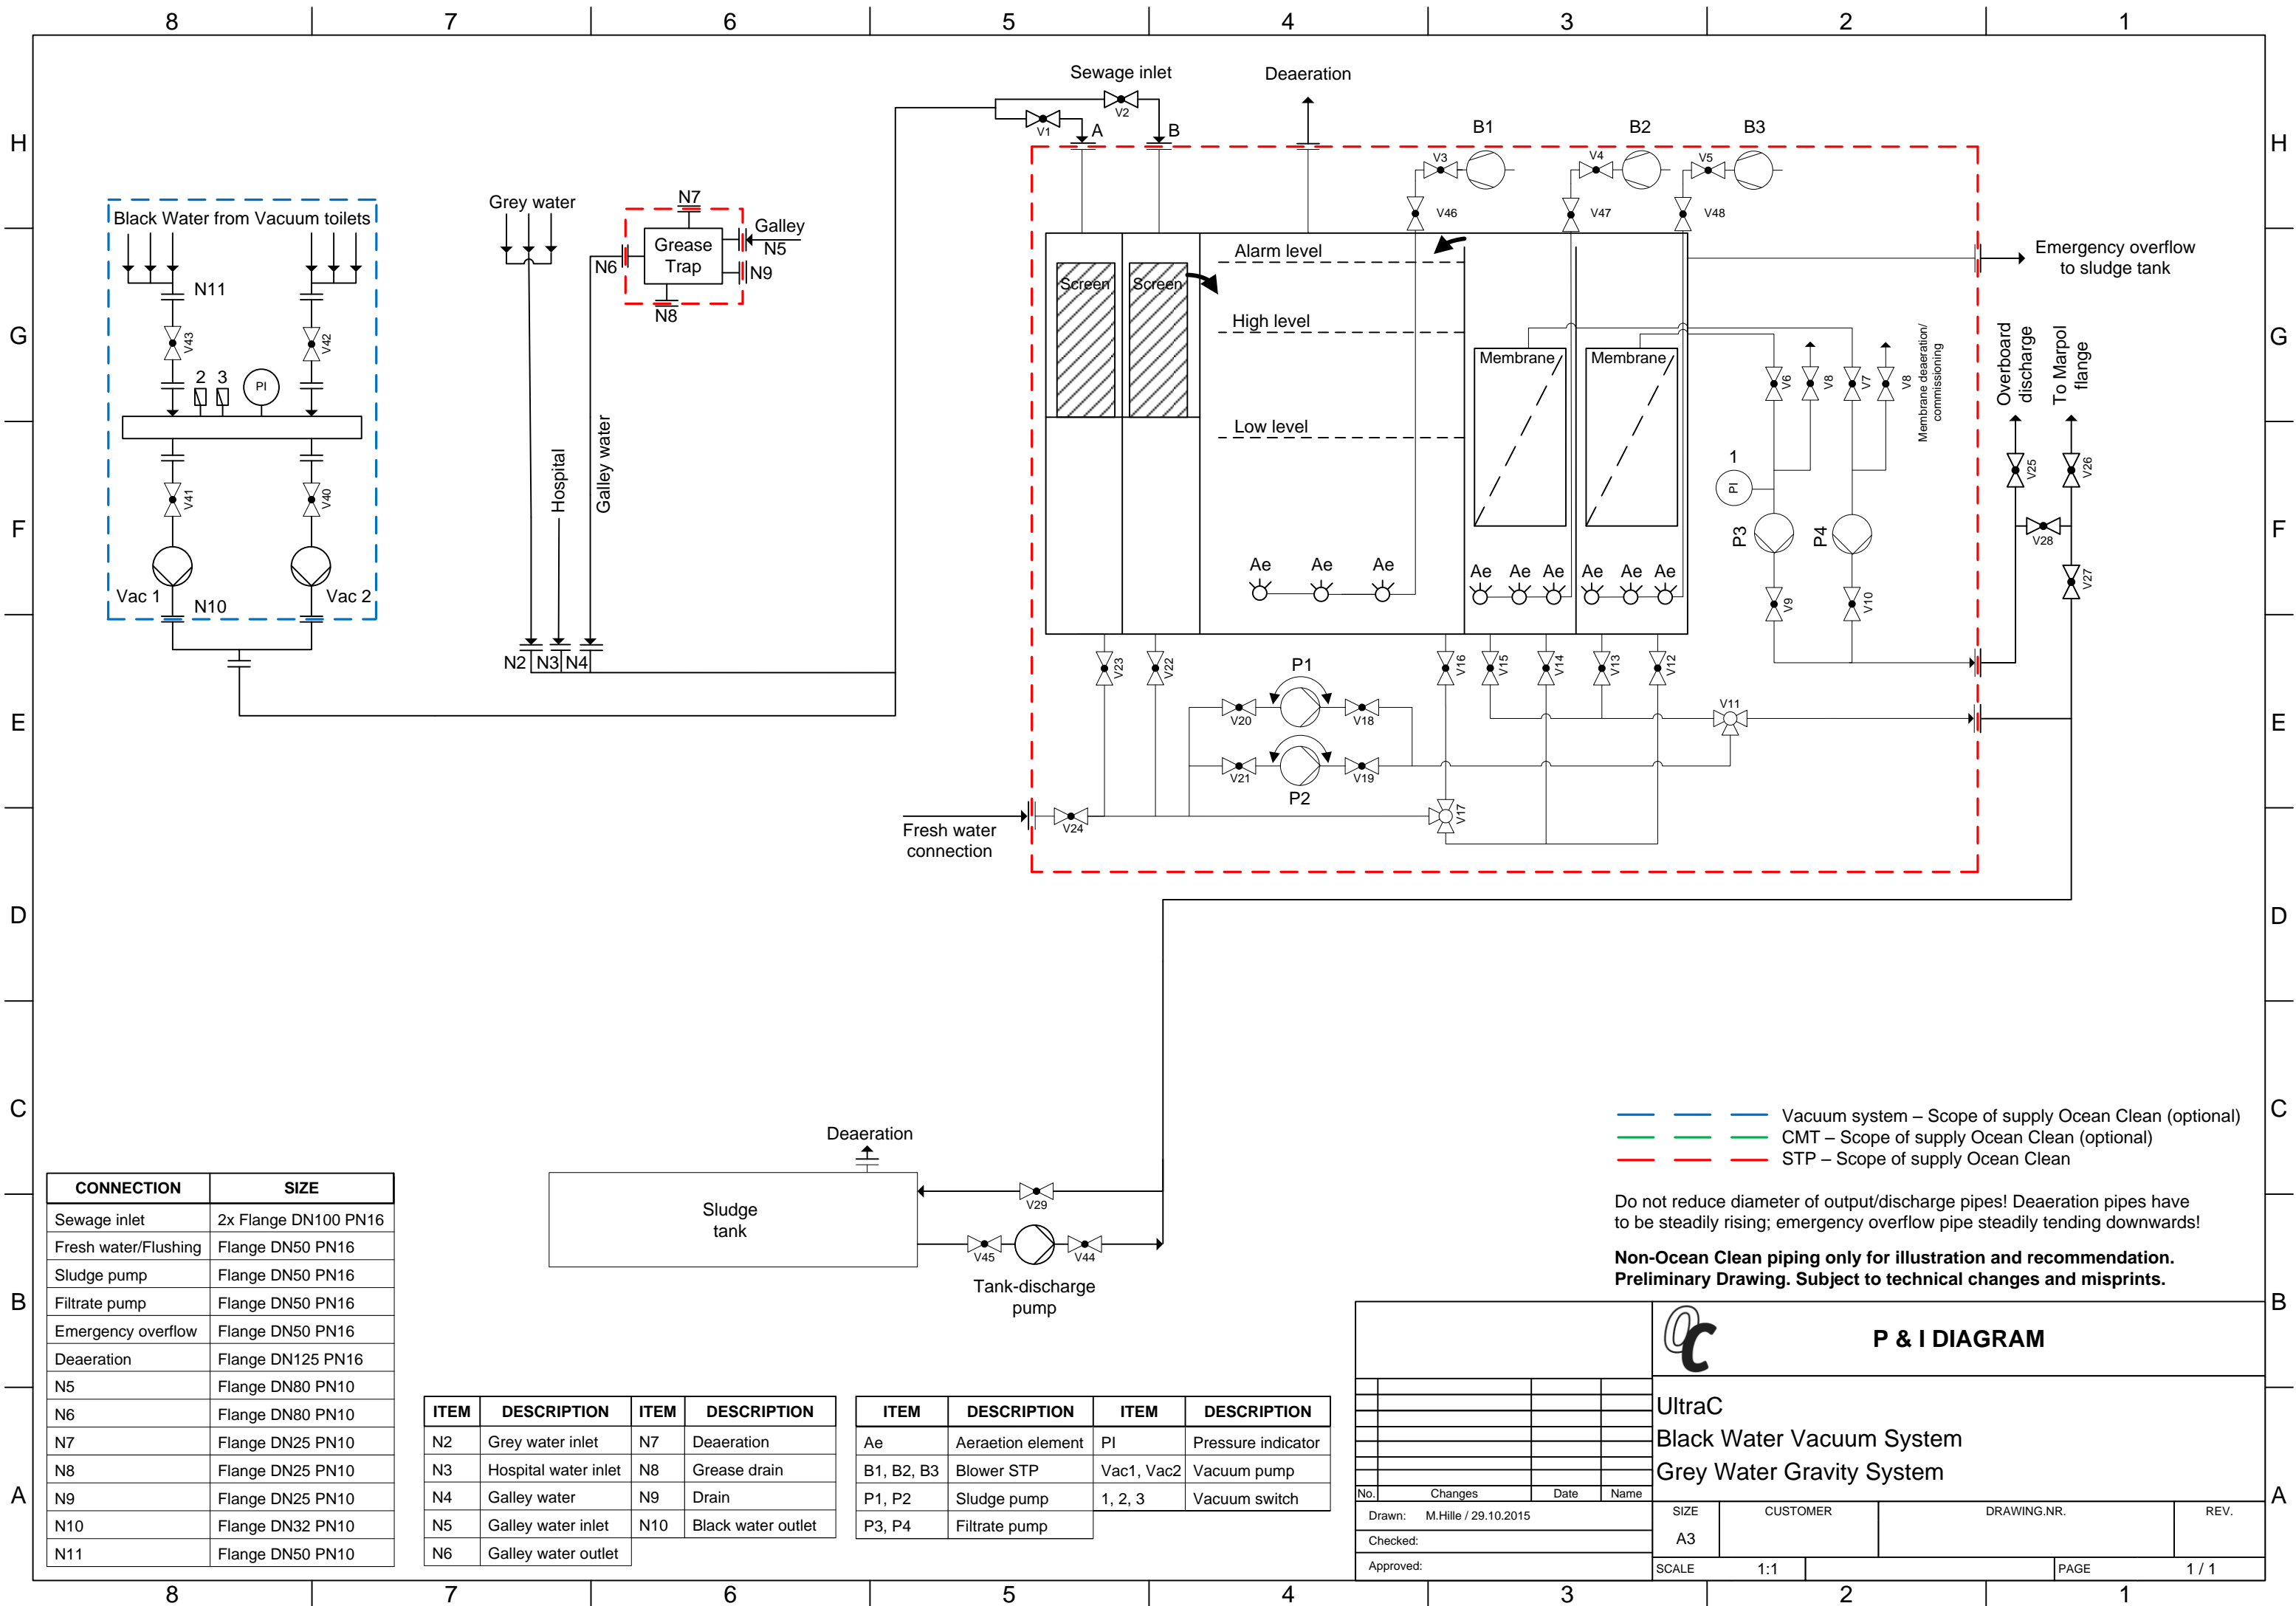 8 7 6 5 4 3 2 1
H
G
F
E
D
C
B
A
H
G
F
E
D
C
B
A
Black Water from Vacuum toilets
N11
V43
V42
2 3
PI
V41
V40
Vac 1
Vac 2
N10
Grey water
Hospital
Galley water
N2 N3 N4
N7
Grease
Trap
Galley
N5
N6
N9
N8
Sewage inlet
V2
V1
A
B
Deaeration
B1
B2
B3
V3
V4
V5
V46
V47
V48
Screen
Screen
Alarm level
High level
Low level
Membrane
Membrane
Ae Ae Ae
Ae Ae Ae
Ae Ae Ae
Emergency overflow
to sludge tank
V6
V8
V7
V8
Membrane deaeration/
commissioning
Overboard
discharge
To Marpol
flange
1
PI
P3
P4
V9
V10
V25
V26
V28
V27
V23
V22
V16
V15
V14
V13
V12
P1
V20
V18
V11
V21
V19
P2
V17
V24
Fresh water
connection
Deaeration
Sludge
tank
V29
V45
V44
Tank-discharge
pump
Vacuum system – Scope of supply Ocean Clean (optional)
CMT – Scope of supply Ocean Clean (optional)
STP – Scope of supply Ocean Clean
Do not reduce diameter of output/discharge pipes! Deaeration pipes have
to be steadily rising; emergency overflow pipe steadily tending downwards!
Non-Ocean Clean piping only for illustration and recommendation.
Preliminary Drawing. Subject to technical changes and misprints.
CONNECTION SIZE
Sewage inlet 2x Flange DN100 PN16
Fresh water/Flushing Flange DN50 PN16
Sludge pump Flange DN50 PN16
Filtrate pump Flange DN50 PN16
Emergency overflow Flange DN50 PN16
Deaeration Flange DN125 PN16
N5 Flange DN80 PN10
N6 Flange DN80 PN10
N7 Flange DN25 PN10
N8 Flange DN25 PN10
N9 Flange DN25 PN10
N10 Flange DN32 PN10
N11 Flange DN50 PN10
ITEM DESCRIPTION ITEM DESCRIPTION
N2 Grey water inlet N7 Deaeration
N3 Hospital water inlet N8 Grease drain
N4 Galley water N9 Drain
N5 Galley water inlet N10 Black water outlet
N6 Galley water outlet
ITEM DESCRIPTION ITEM DESCRIPTION
Ae Aeraetion element PI Pressure indicator
B1, B2, B3 Blower STP Vac1, Vac2 Vacuum pump
P1, P2 Sludge pump 1, 2, 3 Vacuum switch
P3, P4 Filtrate pump
No. Changes Date Name
Drawn: M.Hille / 29.10.2015
Checked:
Approved:
OC
P & I DIAGRAM
UltraC
Black Water Vacuum System
Grey Water Gravity System
SIZE CUSTOMER DRAWING.NR. REV.
A3
SCALE 1:1 PAGE 1 / 1
8 7 6 5 4 3 2 1